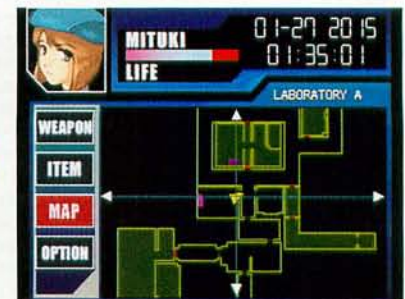 MITUKI
LIFE
01-27 2015
01:35:01
LABORATORY A
WEAPON
ITEM
MAP
OPTION